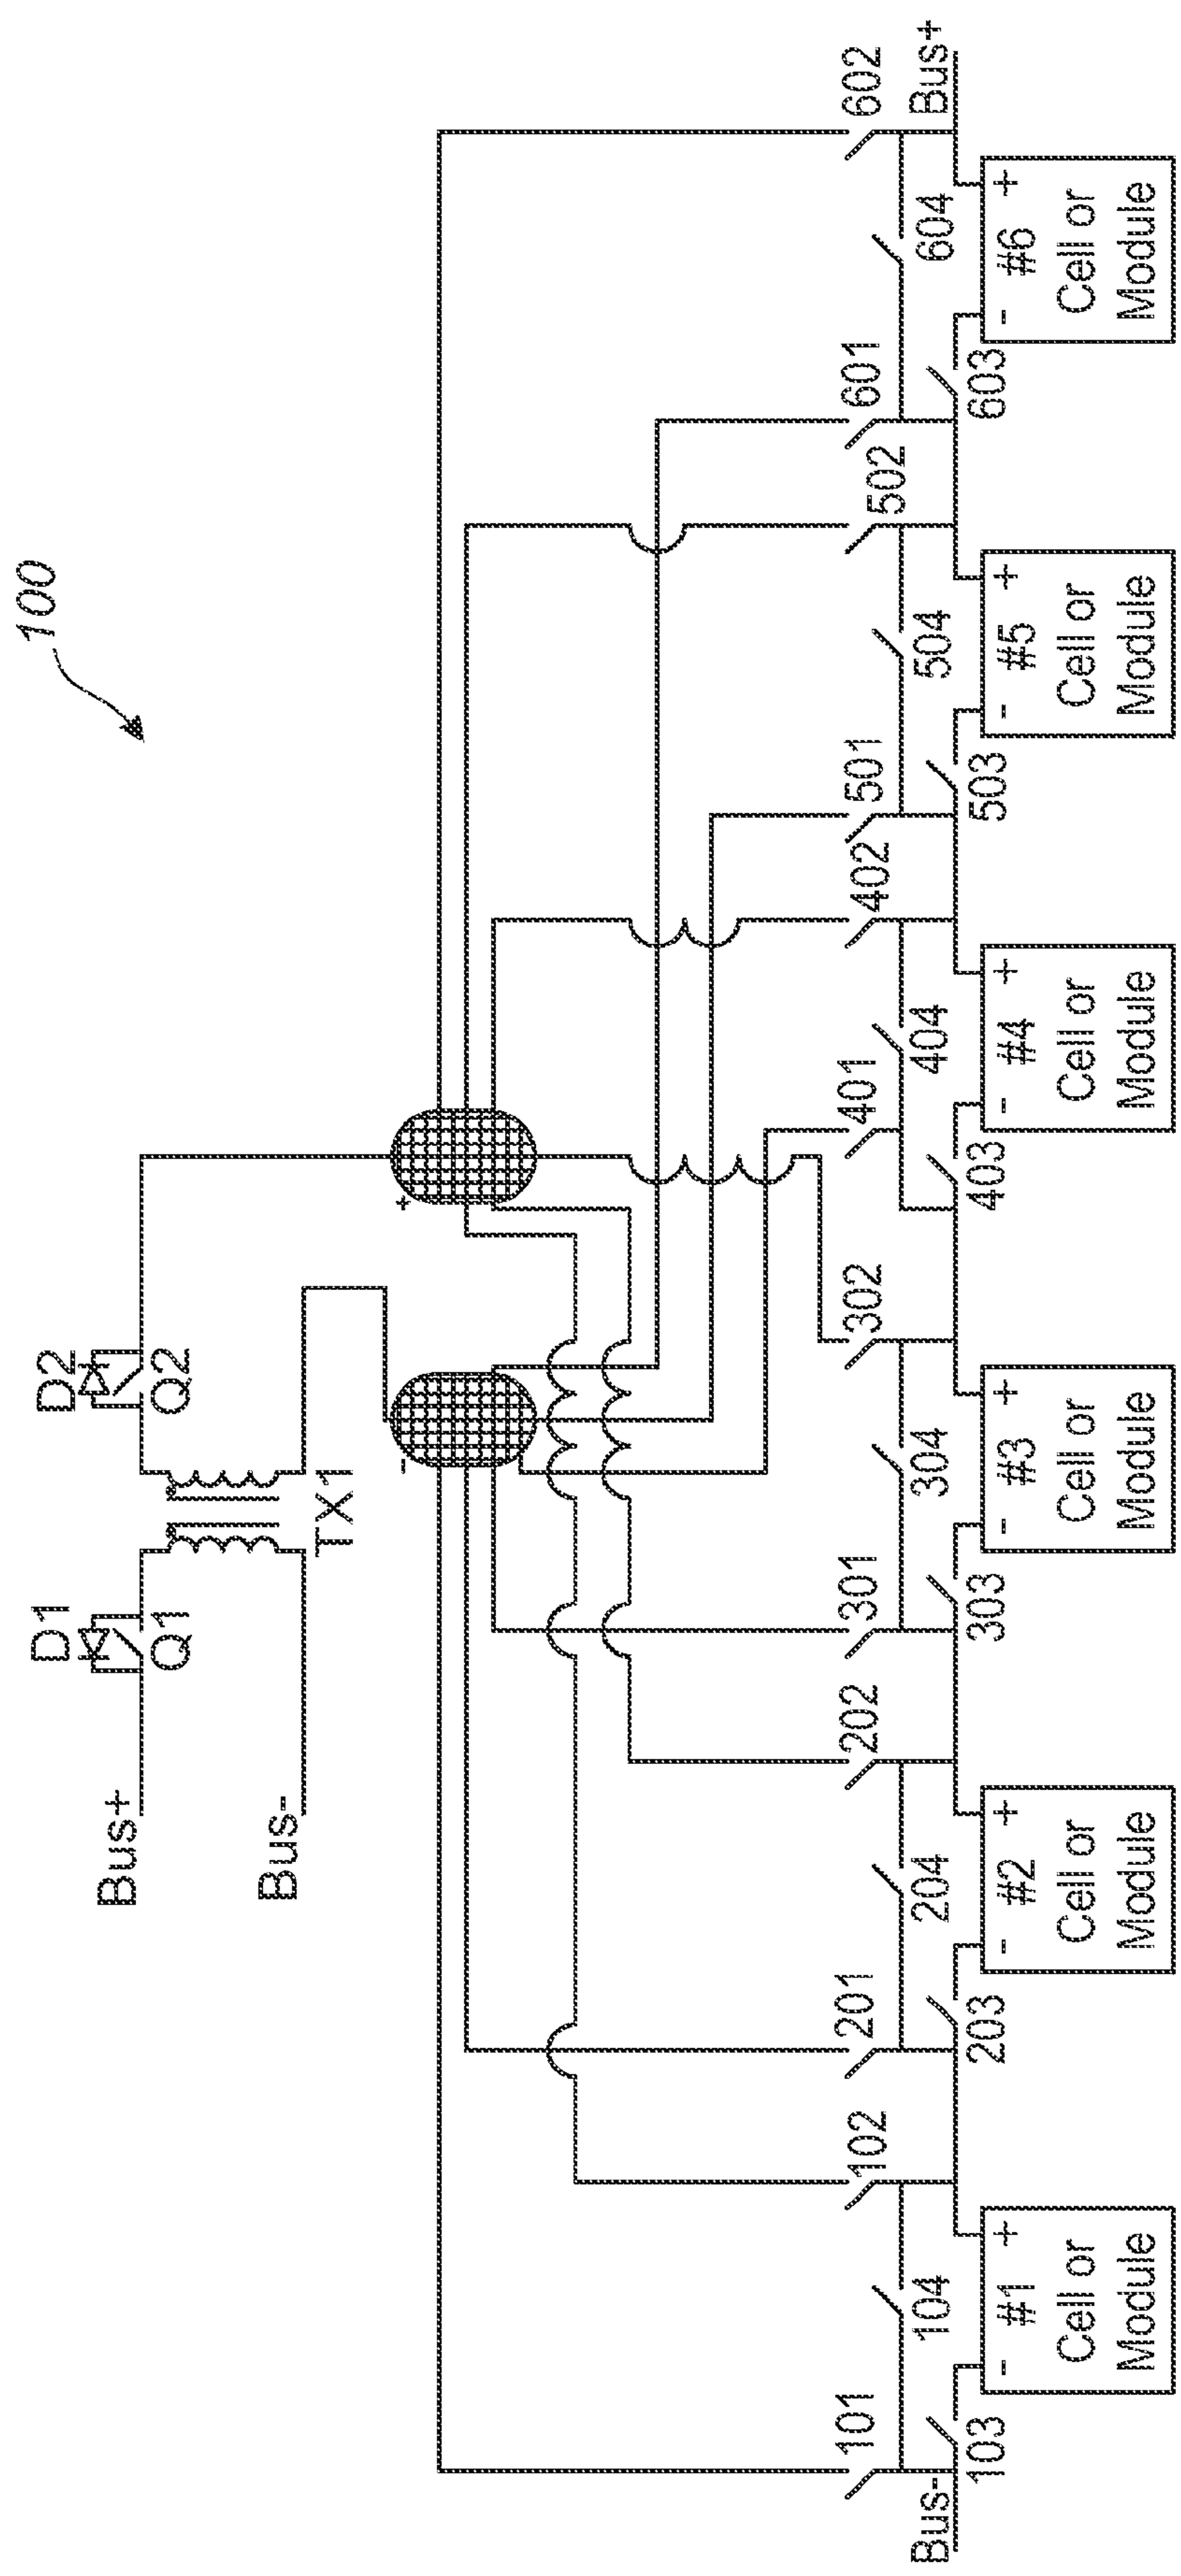 100
D1
Q1
D2
Q2
Bus+
Bus-
TX1
-
+
101
102
201
202
301
302
401
402
501
502
601
602
104
204
304
404
504
604
Bus-
Bus+
103
203
303
403
503
603
- +
#1
Cell or
Module
- +
#2
Cell or
Module
- +
#3
Cell or
Module
- +
#4
Cell or
Module
- +
#5
Cell or
Module
- +
#6
Cell or
Module